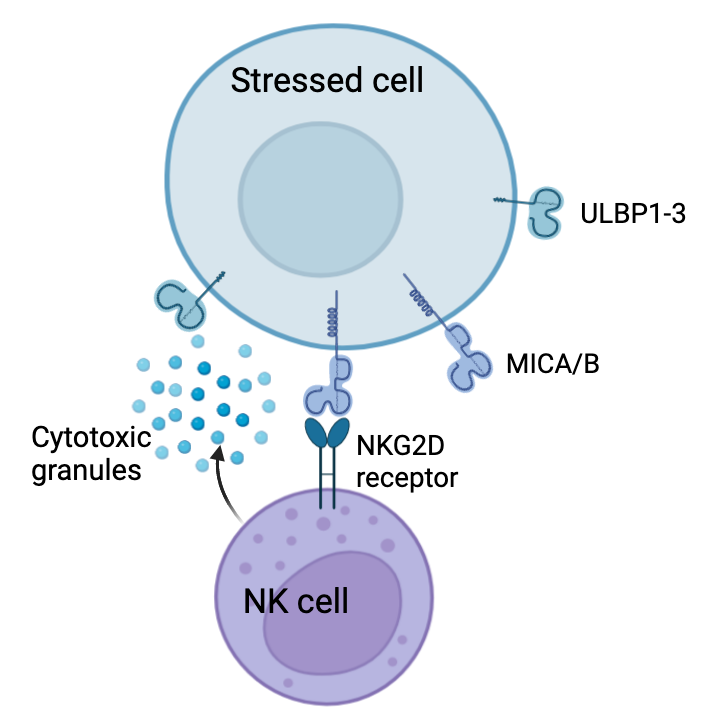 Stressed cell
ULBP1-3
MICA/B
Cytotoxic
granules
NKG2D
receptor
NK cell